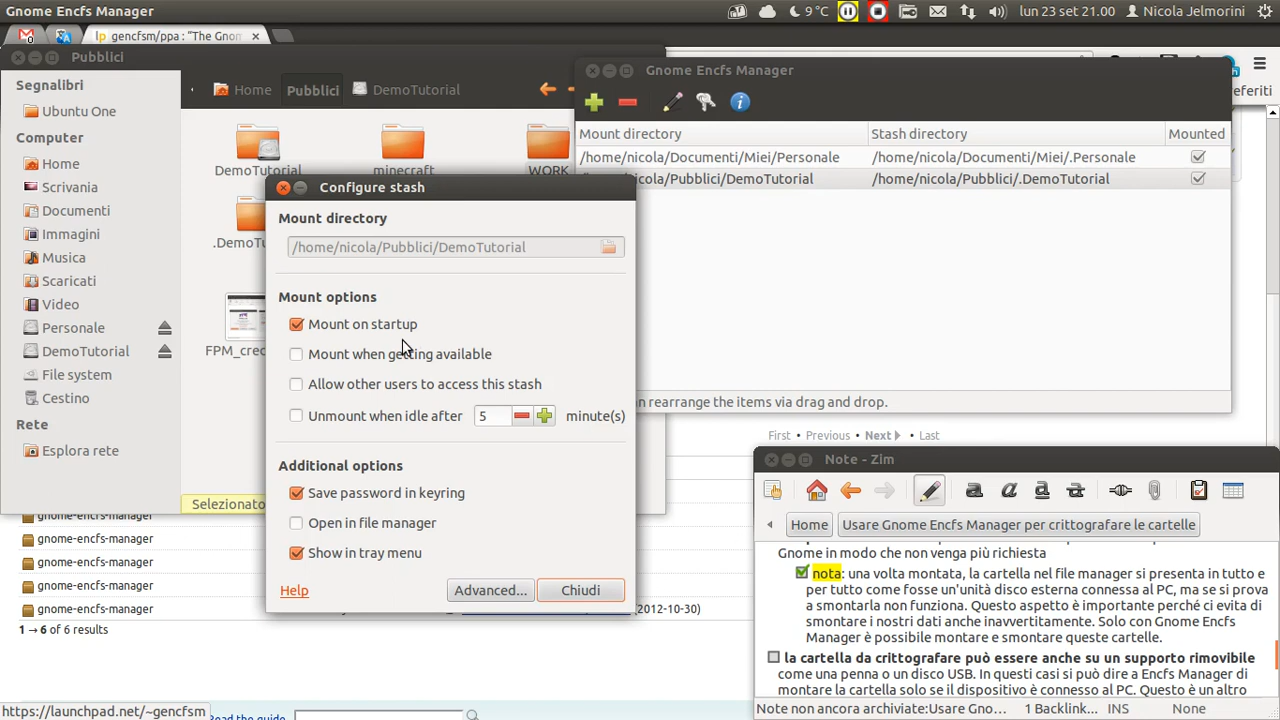 Gnome Encfs Manager
9 °C
lun 23 set 21.00
Nicola Jelmorini
gencfsm/ppa : “The Gnom
Pubblici
Segnalibri
Ubuntu One
Computer
Home
Scrivania
Documenti
Immagini
Musica
Scaricati
Video
Personale
DemoTutorial
File system
Cestino
Rete
Esplora rete
Home
Pubblici
DemoTutorial
DemoTutorial
minecraft
WORK
.DemoTu
FPM_cred
Selezionato
Gnome Encfs Manager
Mount directory
Stash directory
Mounted
/home/nicola/Documenti/Miei/Personale
/home/nicola/Documenti/Miei/.Personale
/nicola/Pubblici/DemoTutorial
/home/nicola/Pubblici/.DemoTutorial
rearrange the items via drag and drop.
eferiti
Configure stash
Mount directory
/home/nicola/Pubblici/DemoTutorial
Mount options
Mount on startup
Mount when getting available
Allow other users to access this stash
Unmount when idle after
5
minute(s)
Additional options
Save password in keyring
Open in file manager
Show in tray menu
Help
Advanced...
Chiudi
First • Previous • Next • Last
gnome-encfs-manager
gnome-encfs-manager
gnome-encfs-manager
gnome-encfs-manager
gnome-encfs-manager
(2012-10-30)
1 → 6 of 6 results
https://launchpad.net/~gencfsm
Read the guide
Note - Zim
Home
Usare Gnome Encfs Manager per crittografare le cartelle
Gnome in modo che non venga più richiesta
nota: una volta montata, la cartella nel file manager si presenta in tutto e
per tutto come fosse un'unità disco esterna connessa al PC, ma se si prova
a smontarla non funziona. Questo aspetto è importante perché ci evita di
smontare i nostri dati anche inavvertitamente. Solo con Gnome Encfs
Manager è possibile montare e smontare queste cartelle.
la cartella da crittografare può essere anche su un supporto rimovibile
come una penna o un disco USB. In questi casi si può dire a Encfs Manager di
montare la cartella solo se il dispositivo è connesso al PC. Questo è un altro
Note non ancora archiviate:Usare Gno...
1 Backlink...
INS
None